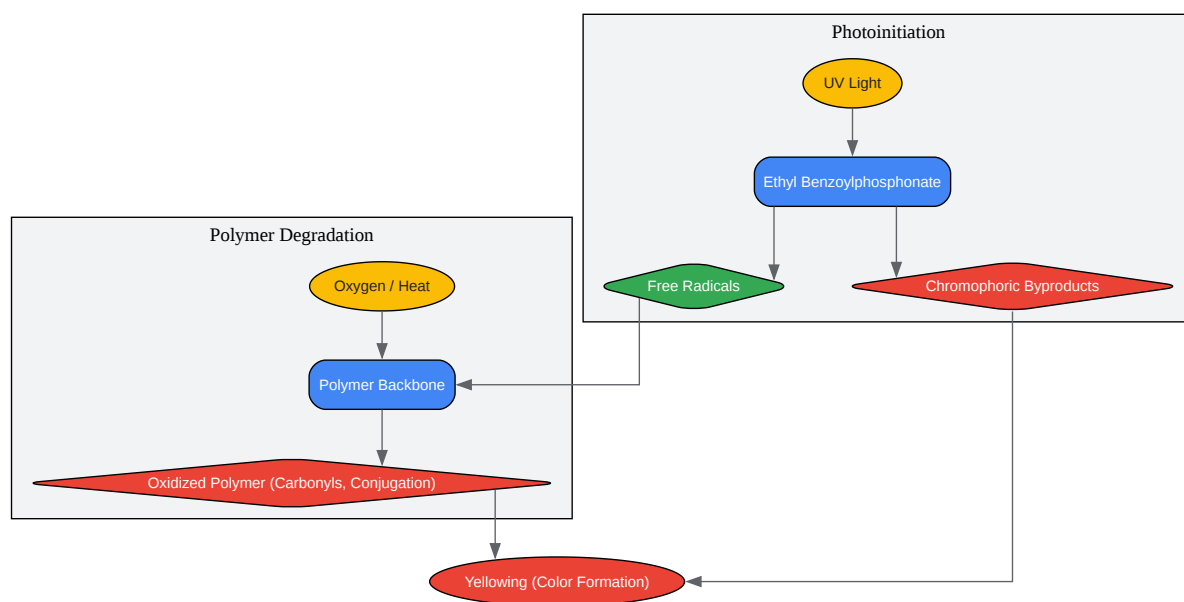 Photoinitiation
UV Light
Ethyl Benzoylphosphonate
Free Radicals
Chromophoric Byproducts
Polymer Degradation
Oxygen / Heat
Polymer Backbone
Oxidized Polymer (Carbonyls, Conjugation)
Yellowing (Color Formation)